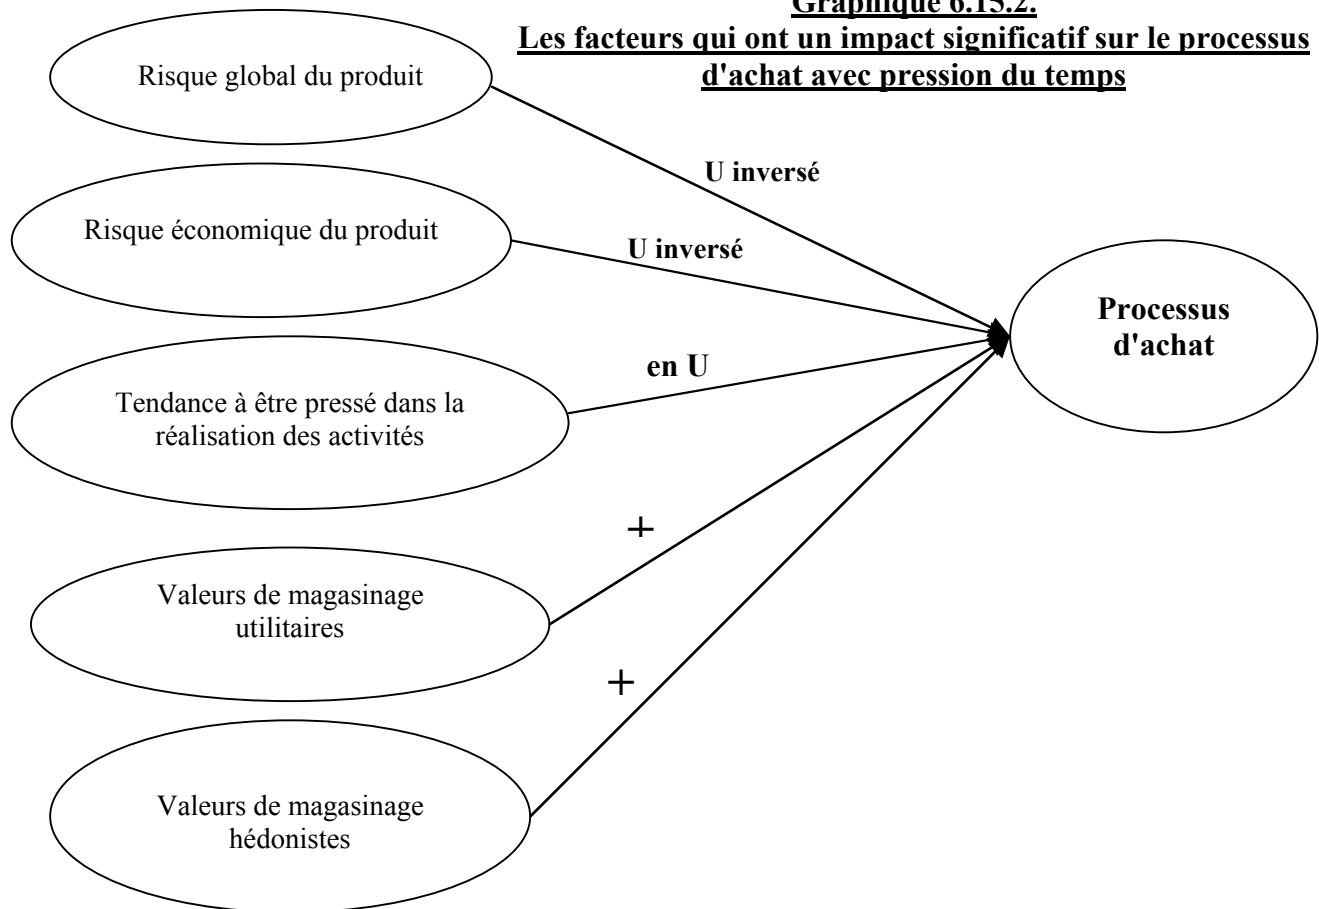 Graphique 6.15.2.
Les facteurs qui ont un impact significatif sur le processus
d'achat avec pression du temps
Risque global du produit
U inversé
Risque économique du produit
U inversé
Processus
d'achat
en U
Tendance à être pressé dans la
réalisation des activités
+
Valeurs de magasinage
utilitaires
+
Valeurs de magasinage
hédonistes